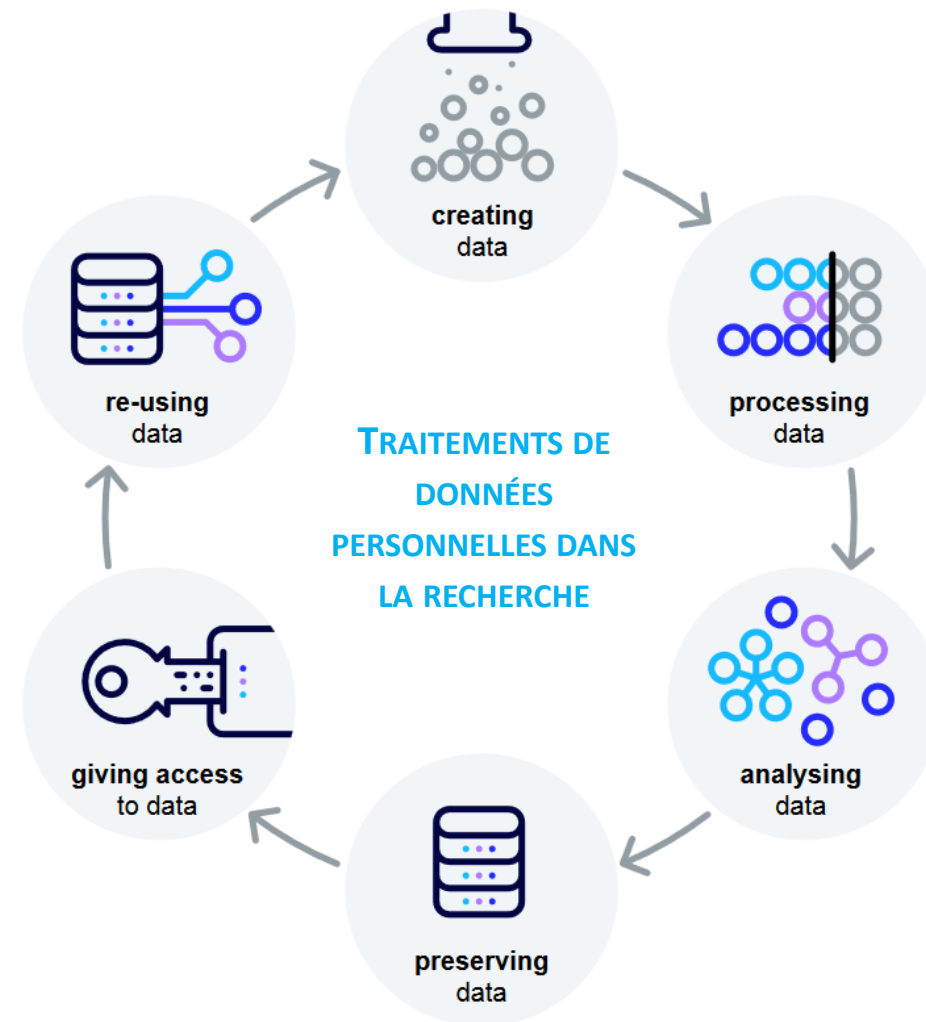 creating
data
processing
data
analysing
data
preserving
data
giving access
to data
re-using
data
TRAITEMENTS DE
DONNÉES
PERSONNELLES DANS
LA RECHERCHE